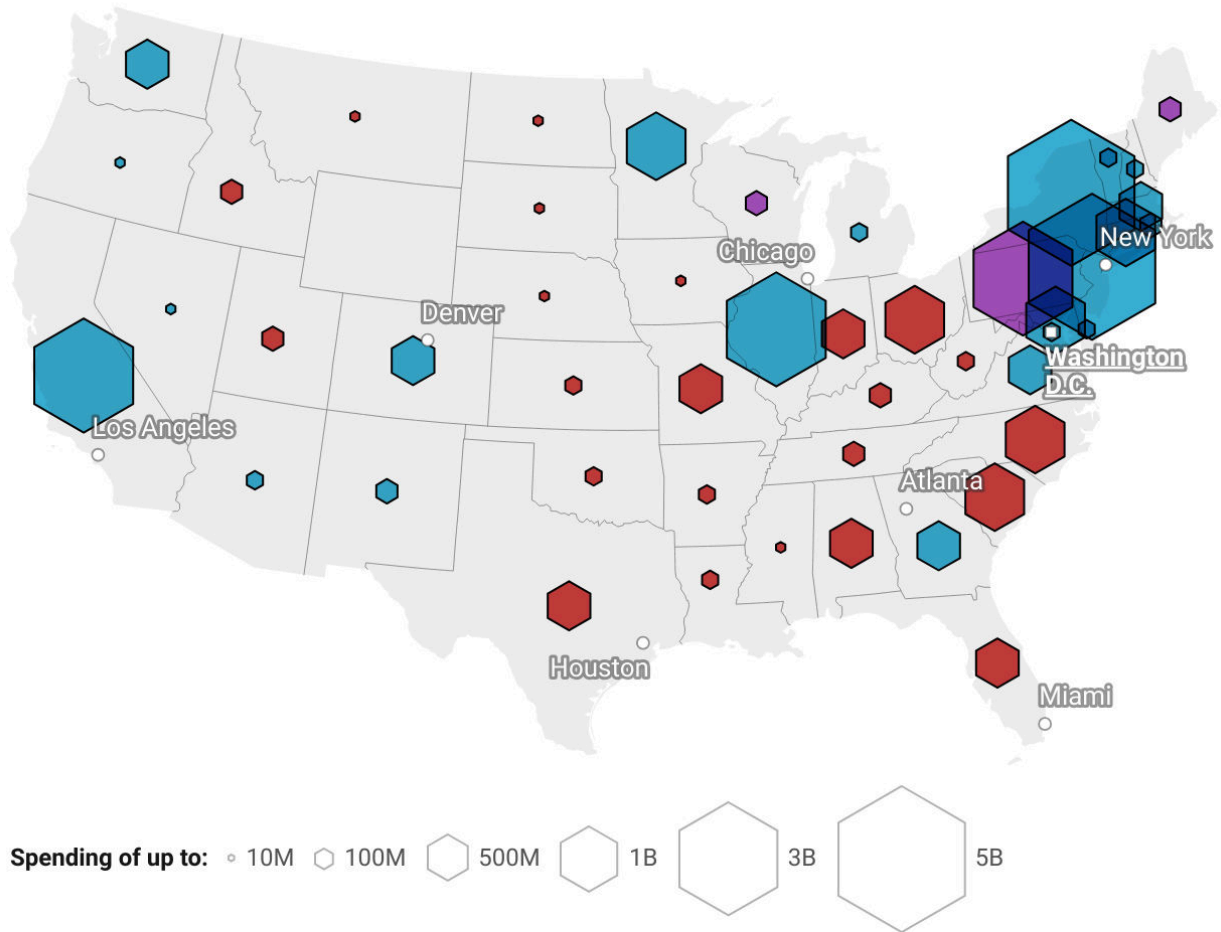 Chicago
New York
Denver
Washington
D.C.
Los Angeles
Atlanta
Houston
Miami
Spending of up to: 10M 100M 500M 1B 3B 5B